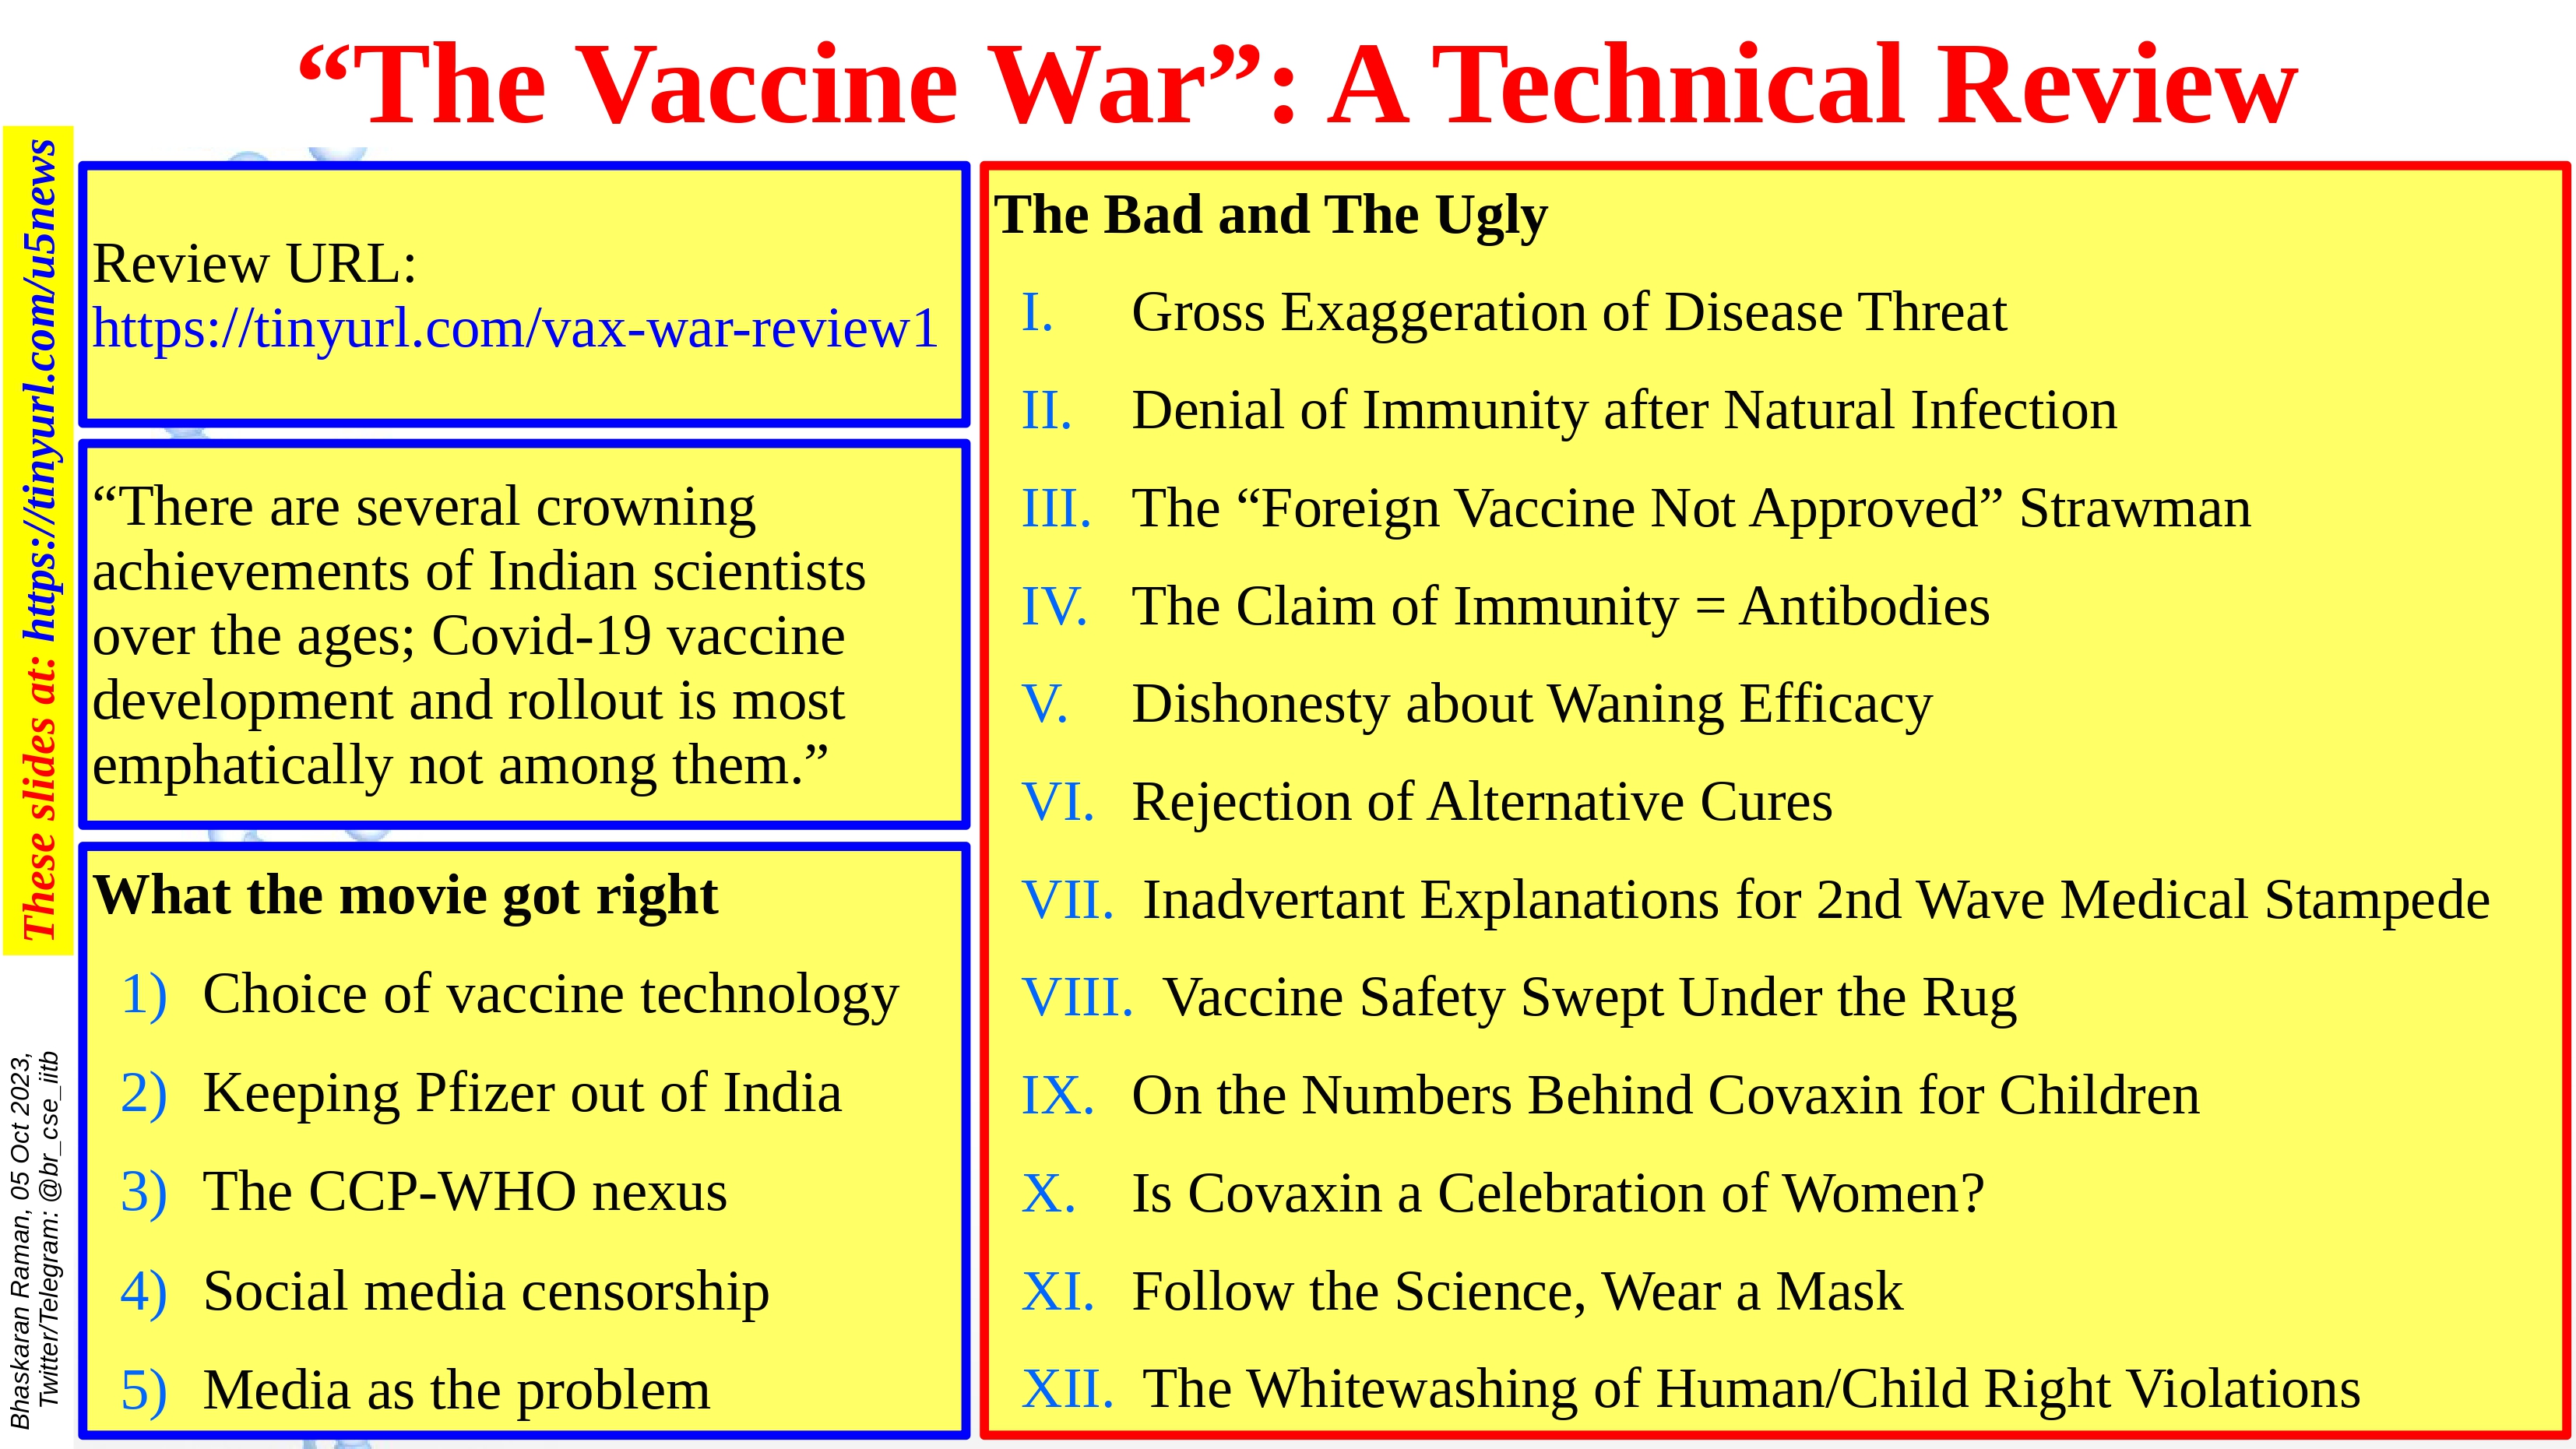 “The Vaccine War”: A Technical Review
These slides at: https://tinyurl.com/u5news
Bhaskaran Raman, 05 Oct 2023,
Twitter/Telegram: @br_cse_iitb
Review URL:
https://tinyurl.com/vax-war-review1
“There are several crowning
achievements of Indian scientists
over the ages; Covid-19 vaccine
development and rollout is most
emphatically not among them.”
What the movie got right
1) Choice of vaccine technology
2) Keeping Pfizer out of India
3) The CCP-WHO nexus
4) Social media censorship
5) Media as the problem
The Bad and The Ugly
I. Gross Exaggeration of Disease Threat
II. Denial of Immunity after Natural Infection
III. The “Foreign Vaccine Not Approved” Strawman
IV. The Claim of Immunity = Antibodies
V. Dishonesty about Waning Efficacy
VI. Rejection of Alternative Cures
VII. Inadvertant Explanations for 2nd Wave Medical Stampede
VIII. Vaccine Safety Swept Under the Rug
IX. On the Numbers Behind Covaxin for Children
X. Is Covaxin a Celebration of Women?
XI. Follow the Science, Wear a Mask
XII. The Whitewashing of Human/Child Right Violations